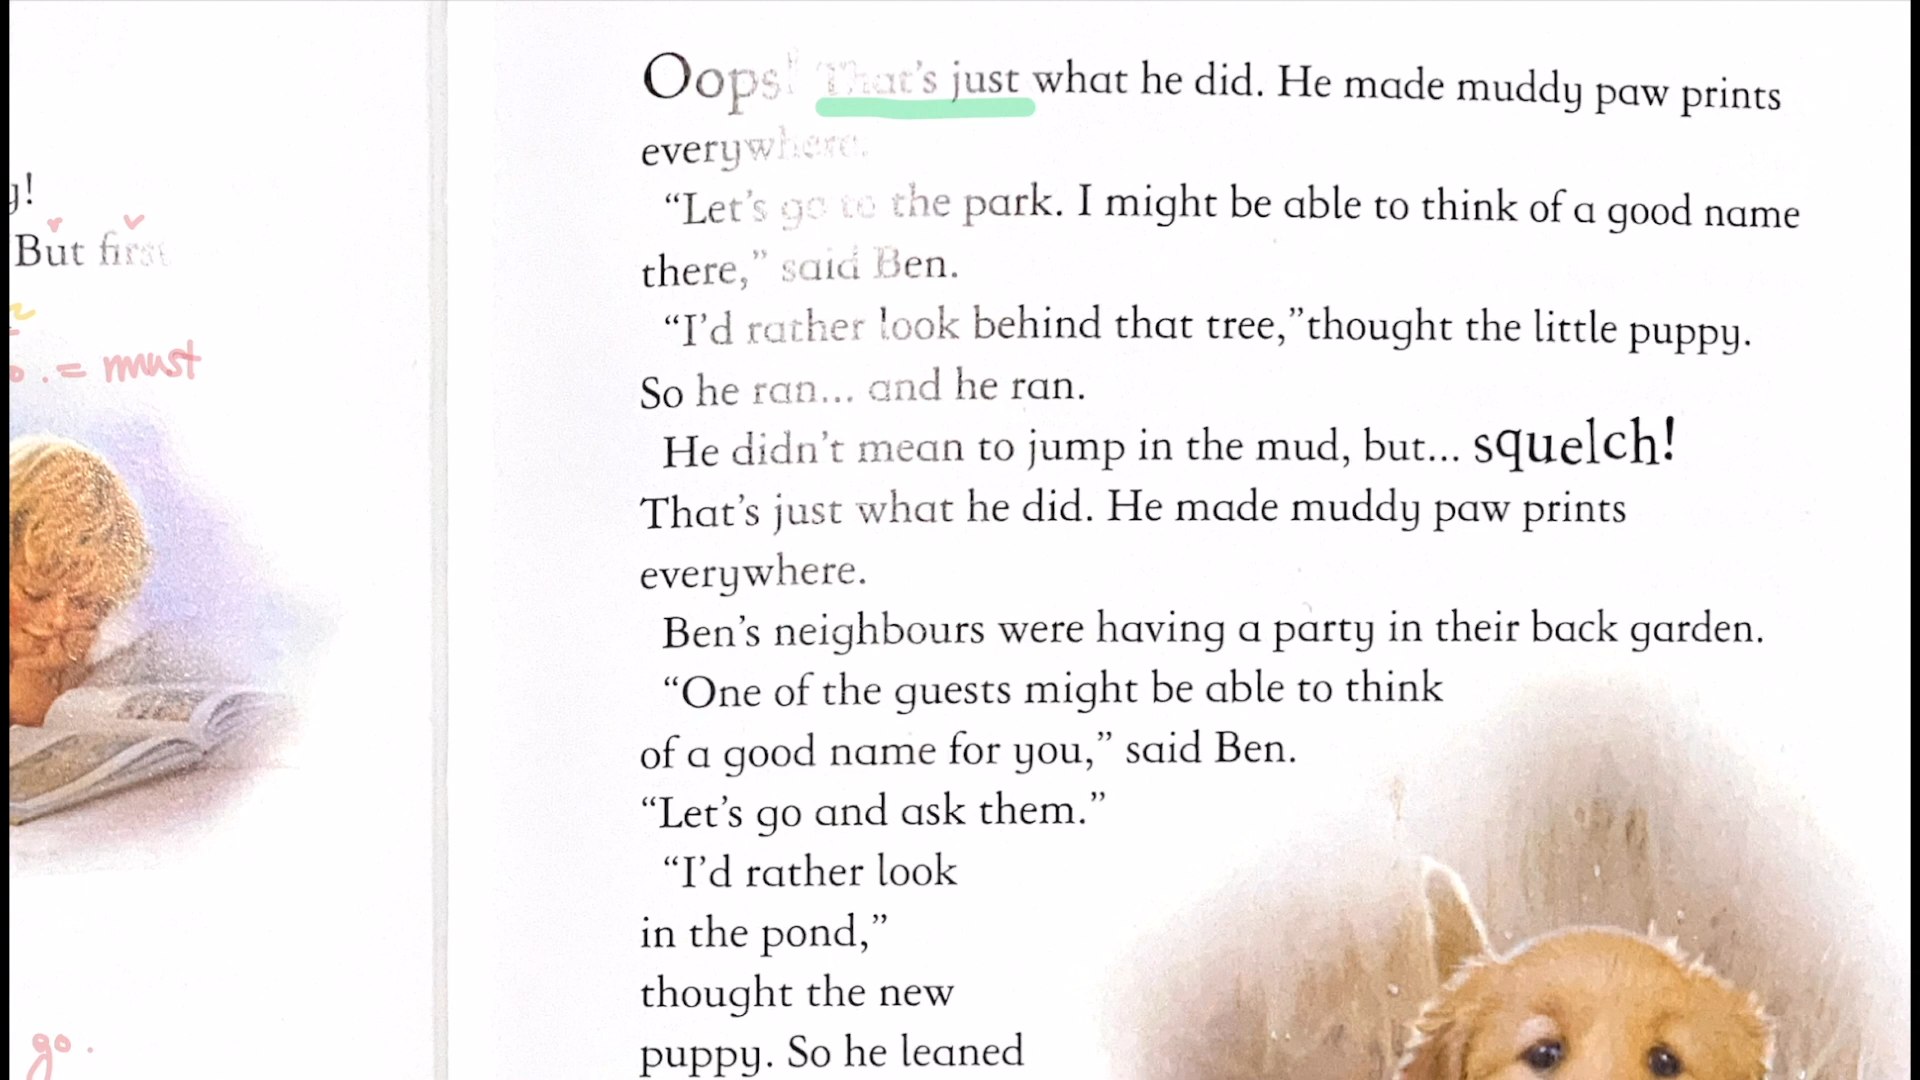 g!
But first
= must
go.
Oops! That's just what he did. He made muddy paw prints
everywhere.
“Let's go to the park. I might be able to think of a good name
there,” said Ben.
“I'd rather look behind that tree,”thought the little puppy.
So he ran... and he ran.
He didn't mean to jump in the mud, but... squelch!
That's just what he did. He made muddy paw prints
everywhere.
Ben's neighbours were having a party in their back garden.
“One of the guests might be able to think
of a good name for you,” said Ben.
“Let's go and ask them.”
“I'd rather look
in the pond,”
thought the new
puppy. So he leaned